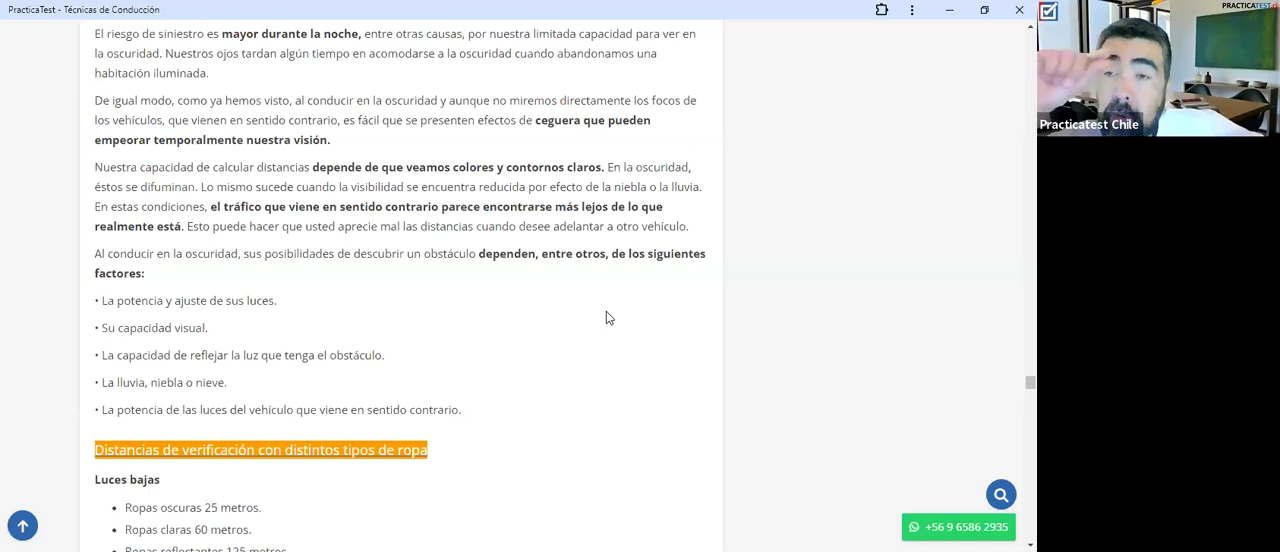 PracticaTest - Técnicas de Conducción
PRACTICATEST
El riesgo de siniestro es mayor durante la noche, entre otras causas, por nuestra limitada capacidad para ver en
la oscuridad. Nuestros ojos tardan algún tiempo en acomodarse a la oscuridad cuando abandonamos una
habitación iluminada.
De igual modo, como ya hemos visto, al conducir en la oscuridad y aunque no miremos directamente los focos de
los vehículos, que vienen en sentido contrario, es fácil que se presenten efectos de ceguera que pueden
empeorar temporalmente nuestra visión.
Practicatest Chile
Nuestra capacidad de calcular distancias depende de que veamos colores y contornos claros. En la oscuridad,
éstos se difuminan. Lo mismo sucede cuando la visibilidad se encuentra reducida por efecto de la niebla o la lluvia.
En estas condiciones, el tráfico que viene en sentido contrario parece encontrarse más lejos de lo que
realmente está. Esto puede hacer que usted aprecie mal las distancias cuando desee adelantar a otro vehículo.
Al conducir en la oscuridad, sus posibilidades de descubrir un obstáculo dependen, entre otros, de los siguientes
factores:
• La potencia y ajuste de sus luces.
• Su capacidad visual.
• La capacidad de reflejar la luz que tenga el obstáculo.
• La lluvia, niebla o nieve.
• La potencia de las luces del vehículo que viene en sentido contrario.
Distancias de verificación con distintos tipos de ropa
Luces bajas
• Ropas oscuras 25 metros.
• Ropas claras 60 metros.
• Ropas reflectantes 125 metros
+56 9 6586 2935